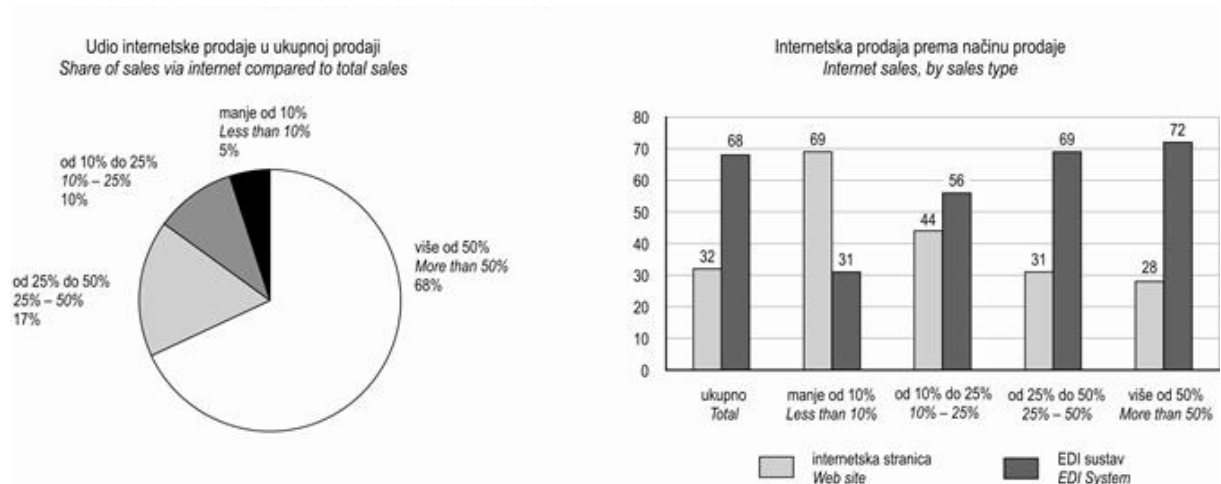 Udio internetske prodaje u ukupnoj prodaji
Share of sales via internet compared to total sales
manje od 10%
Less than 10%
5%
od 10% do 25%
10% – 25%
10%
od 25% do 50%
25% – 50%
17%
više od 50%
More than 50%
68%
Internetska prodaja prema načinu prodaje
Internet sales, by sales type
80
70
60
50
40
30
20
10
0
32
68
69
31
44
56
31
69
28
72
ukupno
Total
manje od 10%
Less than 10%
od 10% do 25%
10% – 25%
od 25% do 50%
25% – 50%
više od 50%
More than 50%
internetska stranica
Web site
EDI sustav
EDI System